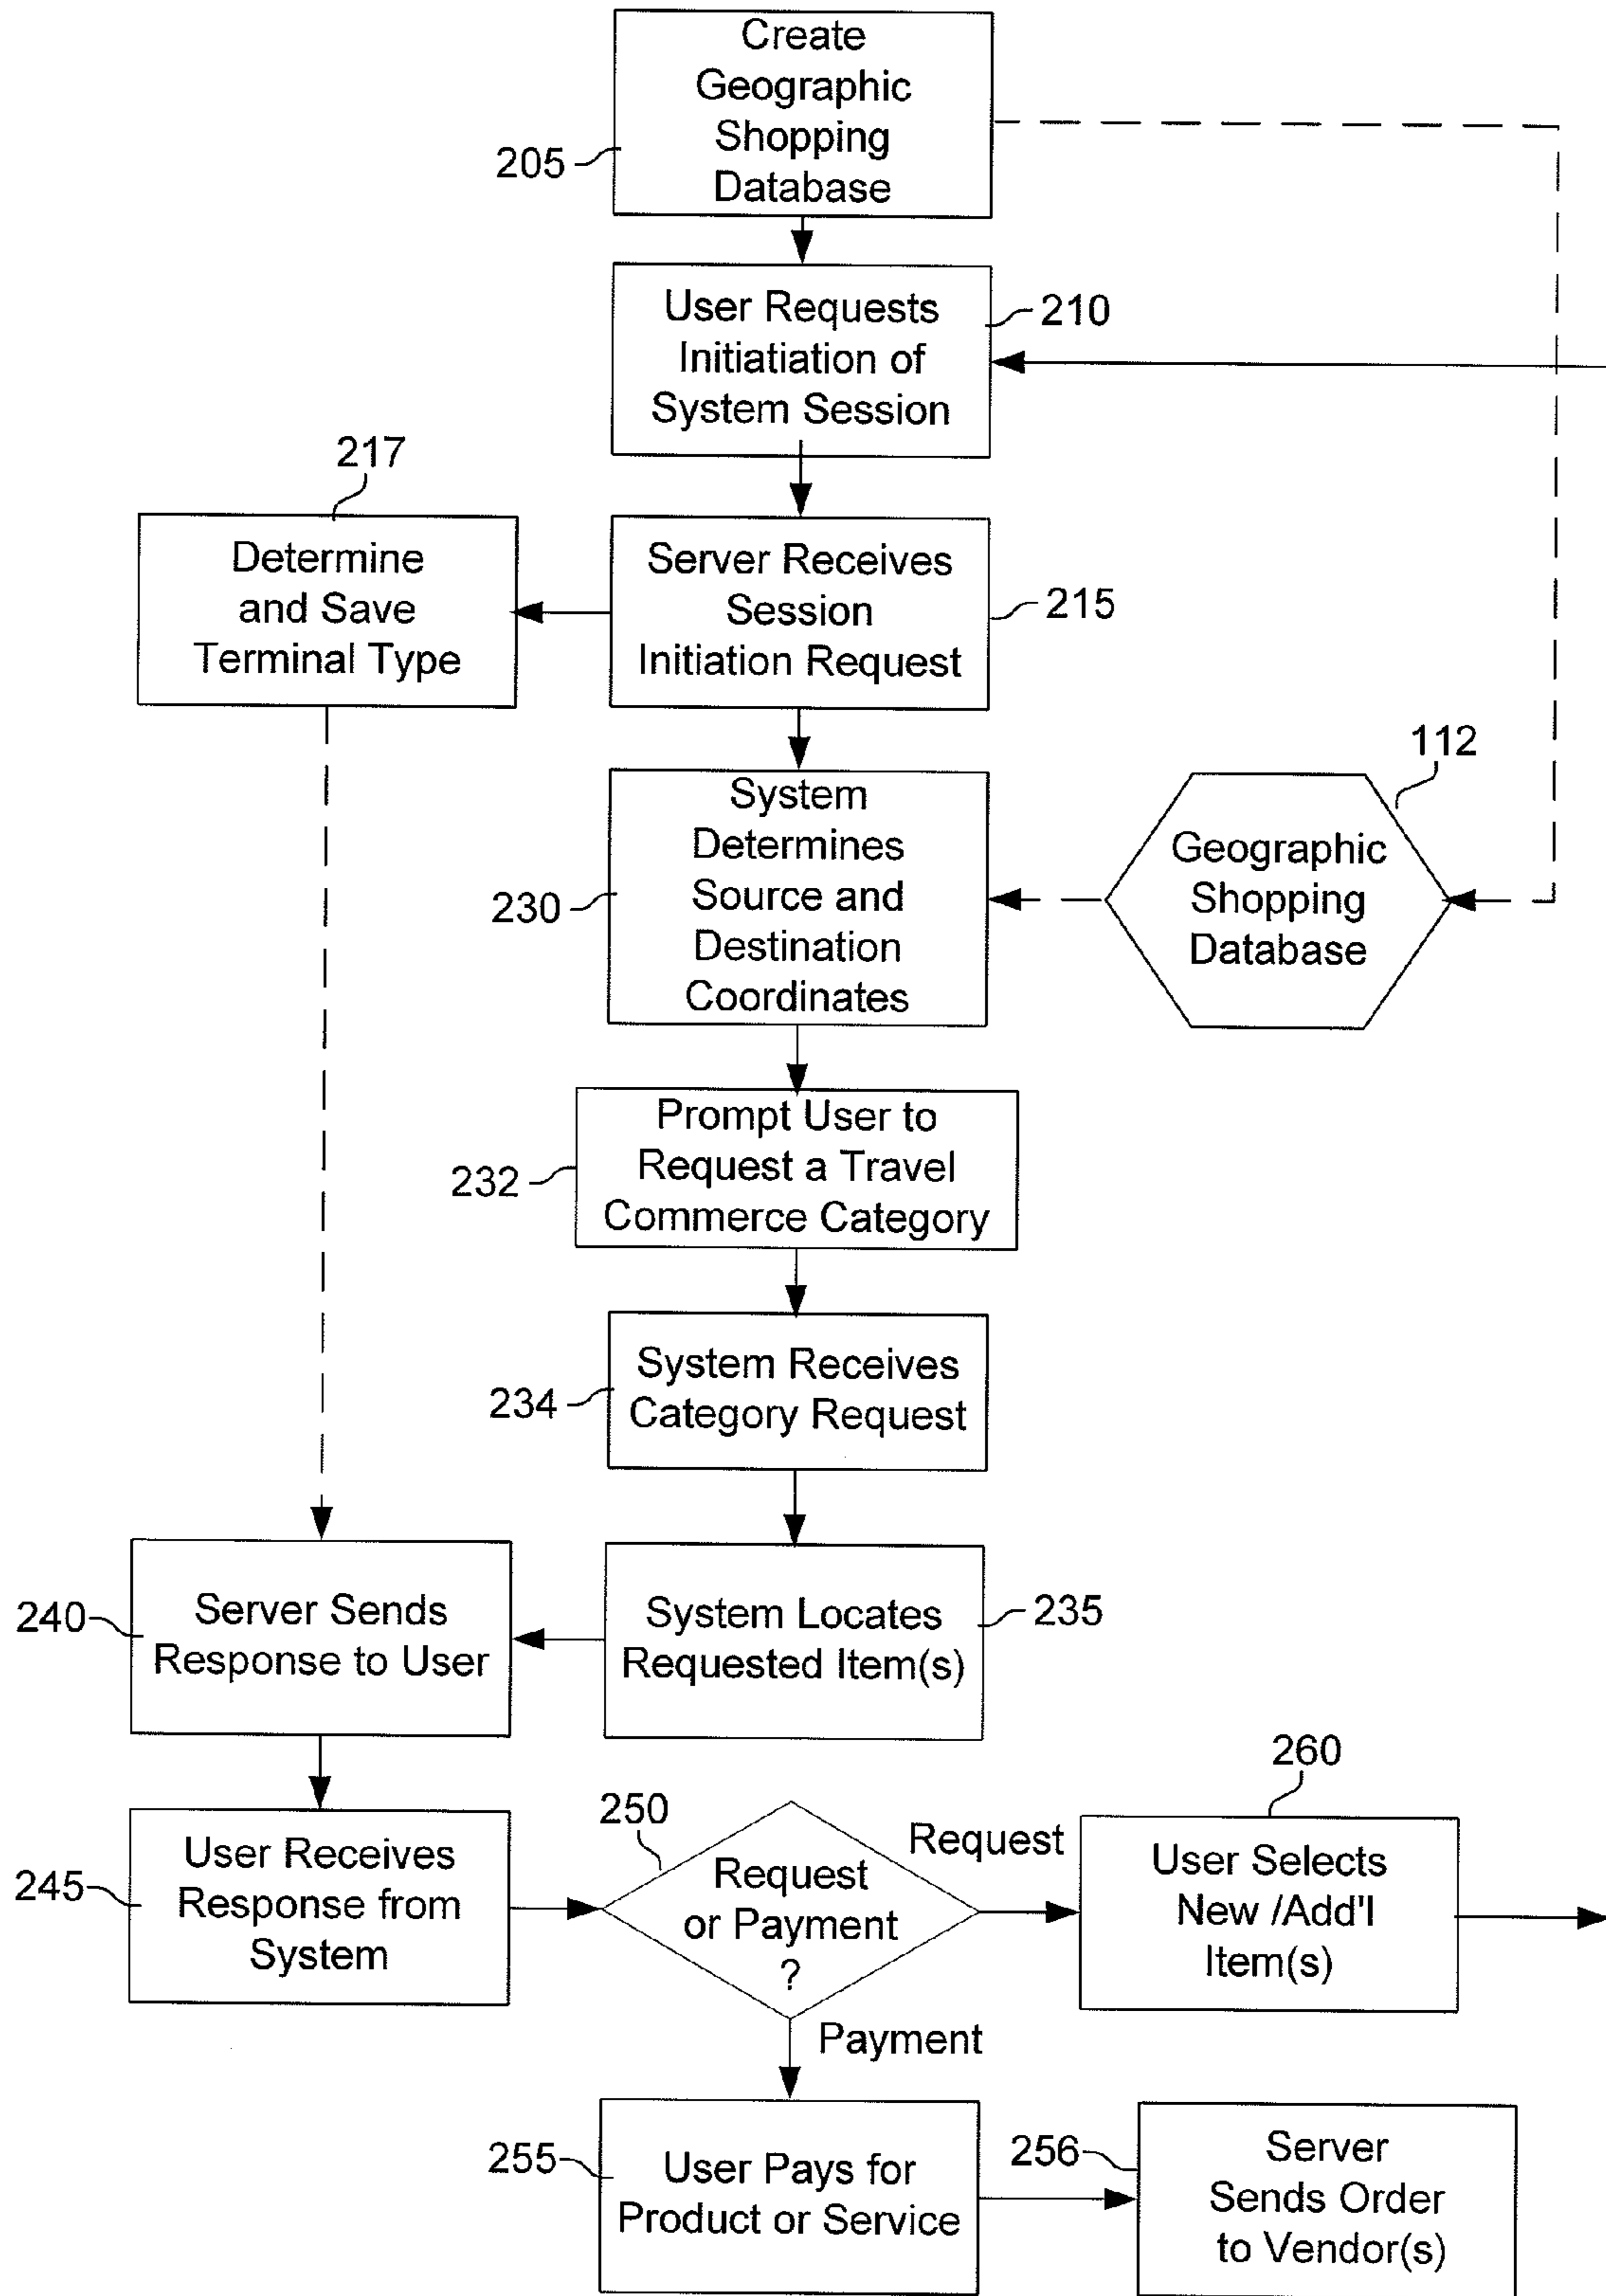 Create
Geographic
Shopping
Database
205
User Requests
Initiatiation of
System Session
210
217
Determine
and Save
Terminal Type
Server Receives
Session
Initiation Request
215
System
Determines
Source and
Destination
Coordinates
230
112
Geographic
Shopping
Database
Prompt User to
Request a Travel
Commerce Category
232
System Receives
Category Request
234
240
Server Sends
Response to User
System Locates
Requested Item(s)
235
245
User Receives
Response from
System
250
Request
or Payment
?
Request
260
User Selects
New /Add'l
Item(s)
Payment
255
User Pays for
Product or Service
256
Server
Sends Order
to Vendor(s)